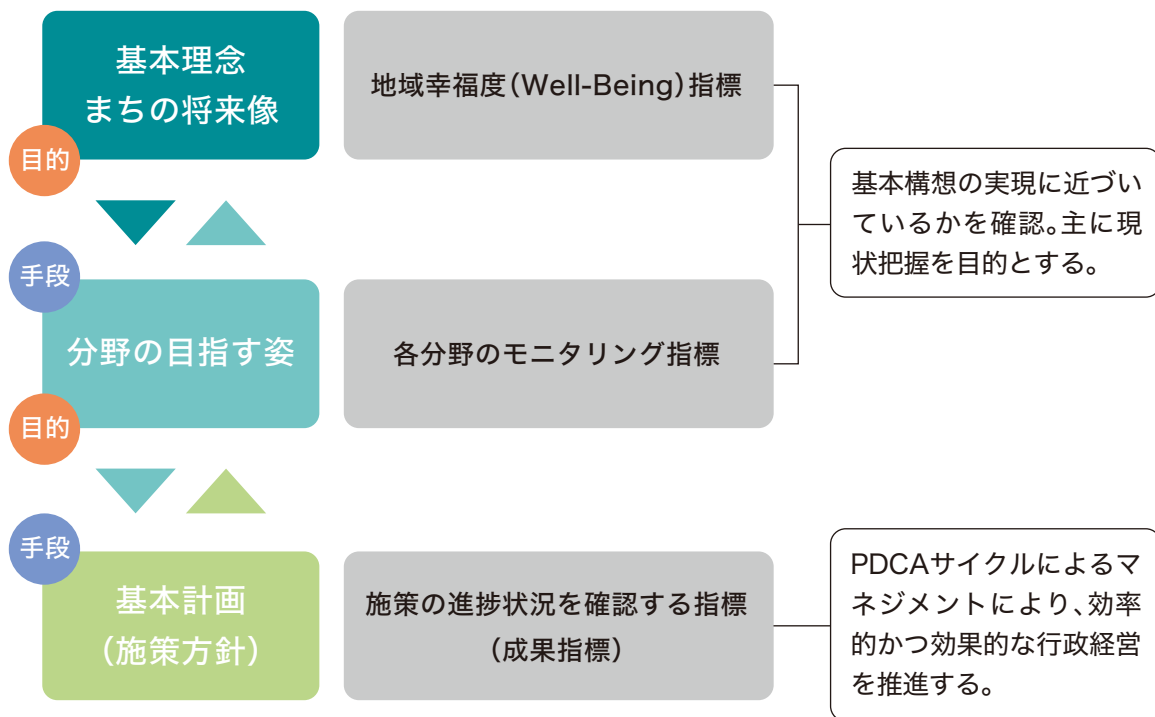 基本理念
まちの将来像
地域幸福度(Well-Being)指標
目的
基本構想の実現に近づい
ているかを確認。主に現
状把握を目的とする。
手段
分野の目指す姿
各分野のモニタリング指標
目的
手段
基本計画
(施策方針)
施策の進捗状況を確認する指標
(成果指標)
PDCAサイクルによるマ
ネジメントにより、効率
的かつ効果的な行政経営
を推進する。